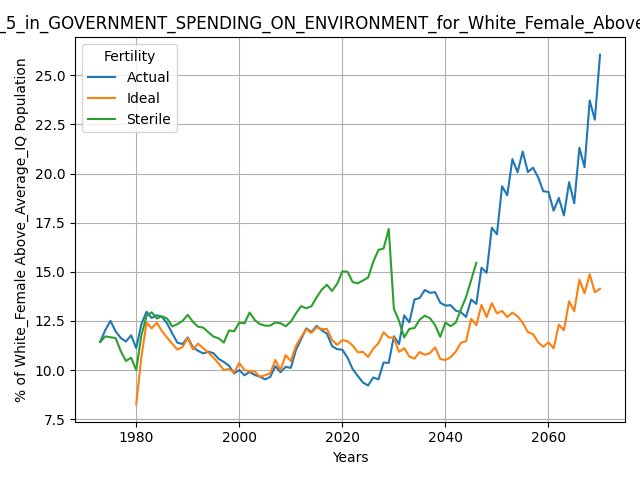 _5_in_GOVERNMENT_SPENDING_ON_ENVIRONMENT_for_White_Female_Above
Fertility
Actual
Ideal
Sterile
% of White_Female Above_Average_IQ Population
25.0
22.5
20.0
17.5
15.0
12.5
10.0
7.5
1980
2000
2020
2040
2060
Years